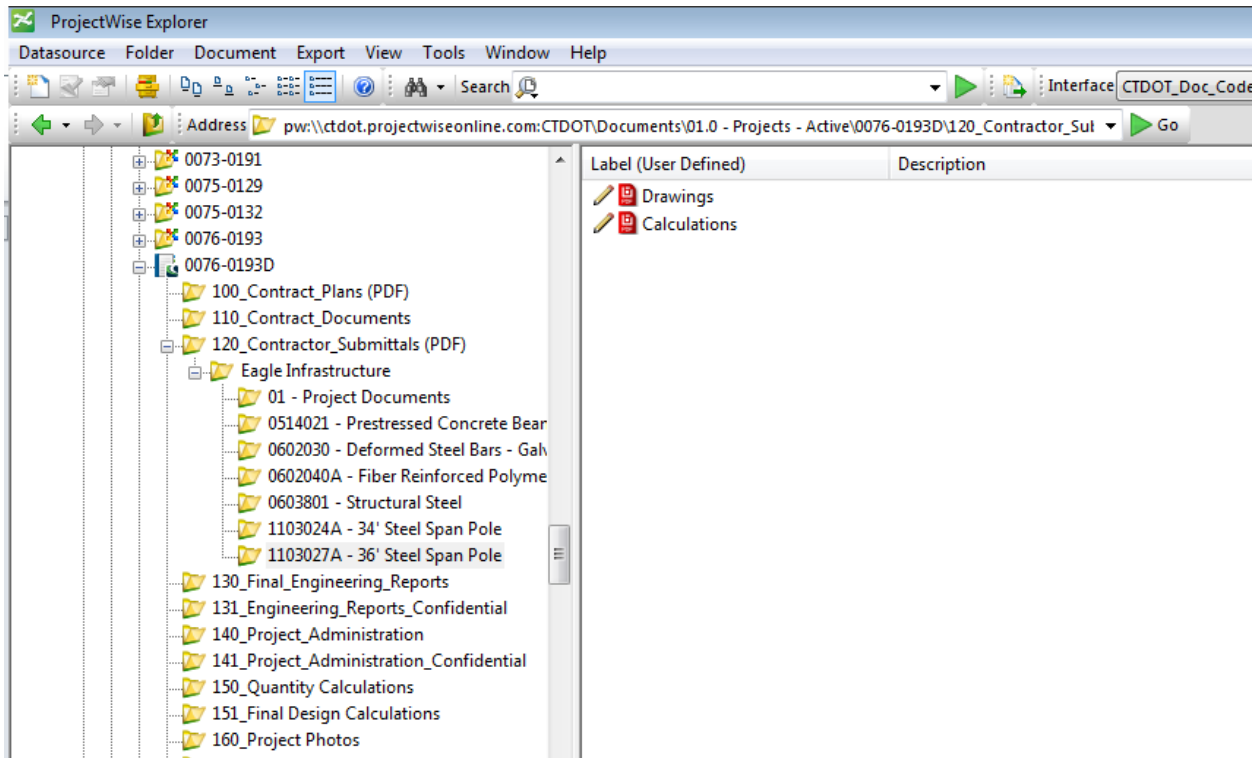 ProjectWise Explorer
Datasource Folder Document Export View Tools Window Help
Search Interface CTDOT_Doc_Code
Address pw:\\ctdot.projectwiseonline.com:CTDOT\Documents\01.0 - Projects - Active\0076-0193D\120_Contractor_Sub Go
0073-0191
0075-0129
0075-0132
0076-0193
0076-0193D
100_Contract_Plans (PDF)
110_Contract_Documents
120_Contractor_Submittals (PDF)
Eagle Infrastructure
01 - Project Documents
0514021 - Prestressed Concrete Bear
0602030 - Deformed Steel Bars - Galv
0602040A - Fiber Reinforced Polyme
0603801 - Structural Steel
1103024A - 34' Steel Span Pole
1103027A - 36' Steel Span Pole
130_Final_Engineering_Reports
131_Engineering_Reports_Confidential
140_Project_Administration
141_Project_Administration_Confidential
150_Quantity Calculations
151_Final Design Calculations
160_Project Photos
Label (User Defined) Description
Drawings
Calculations